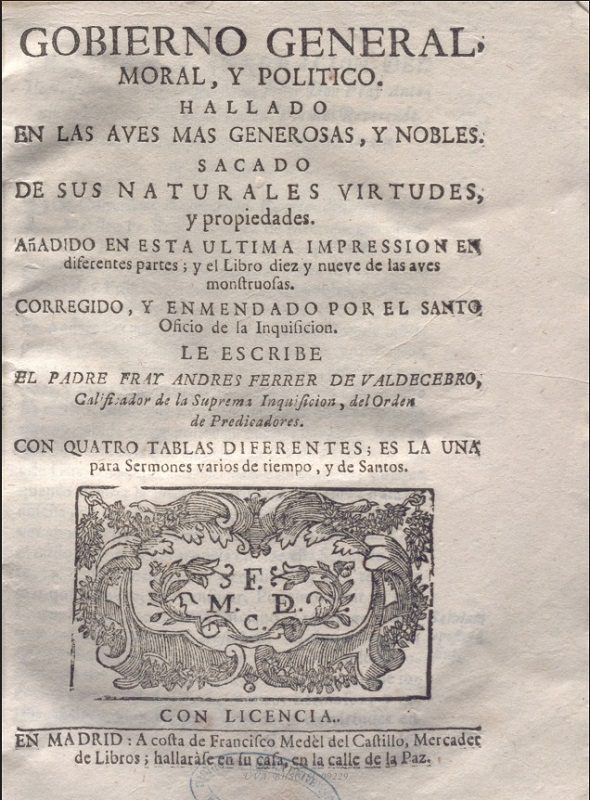 GOBIERNO GENERAL,
MORAL, Y POLITICO.
HALLADO
EN LAS AVES MAS GENEROSAS, Y NOBLES.
SACADO
DE SUS NATURALES VIRTUDES,
y propiedades.
AñADIDO EN ESTA ULTIMA IMPRESSION EN
diferentes partes; y el Libro diez y nueve de las aves
monſtruoſas.
CORREGIDO, Y ENMENDADO POR EL SANTO
Oficio de la Inquiſicion.
LE ESCRIBE
EL PADRE FRAY ANDRES FERRER DE VALDECEBRO,
Calificador de la Suprema Inquiſicion, del Orden
de Predicadores.
CON QUATRO TABLAS DIFERENTES; ES LA UNA
para Sermones varios de tiempo, y de Santos.
F.
M. D.
C.
CON LICENCIA.
EN MADRID: A coſta de Franciſco Medèl del Caſtillo, Mercader
de Libros; hallaràſe en ſu caſa, en la calle de la Paz.